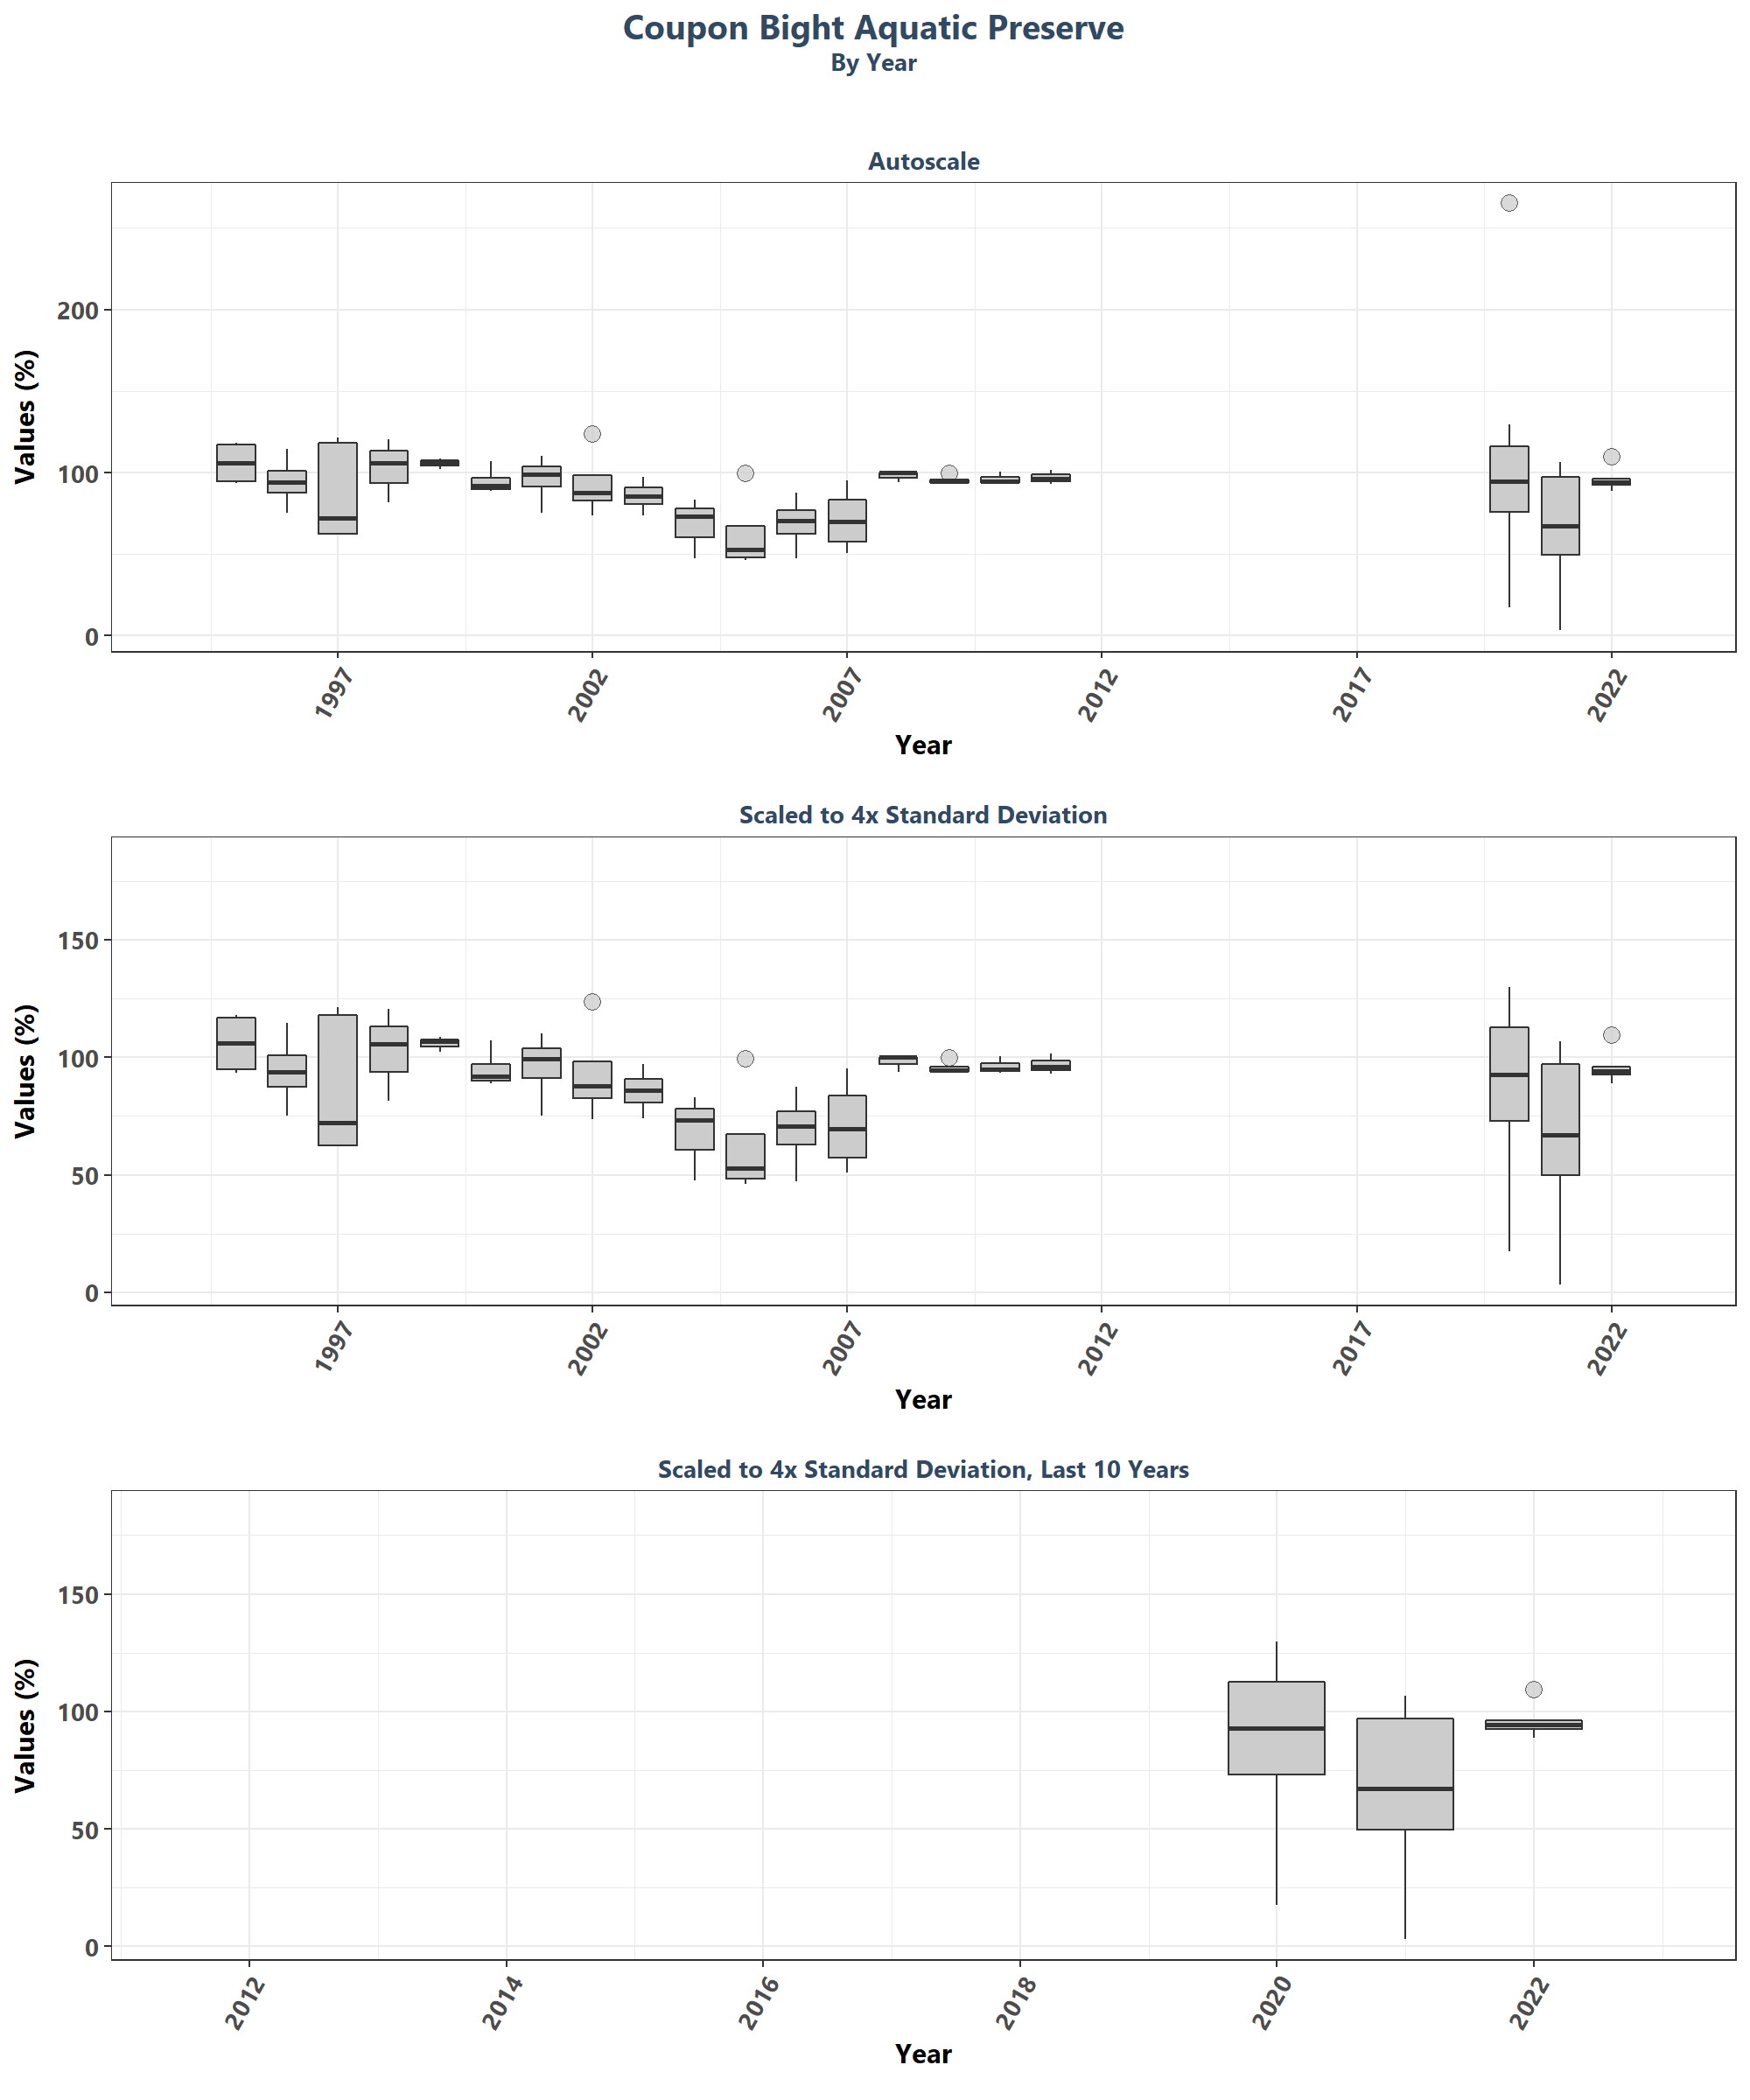 Coupon Bight Aquatic Preserve
By Year
Autoscale
Values (%)
200
100
0
1997
2002
2007
2012
2017
2022
Year
Scaled to 4x Standard Deviation
Values (%)
150
100
50
0
1997
2002
2007
2012
2017
2022
Year
Scaled to 4x Standard Deviation, Last 10 Years
Values (%)
150
100
50
0
2012
2014
2016
2018
2020
2022
Year